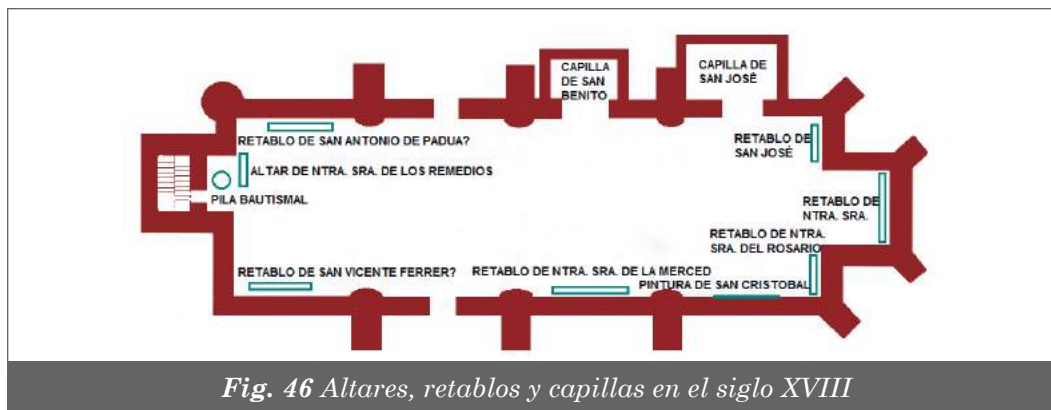 CAPILLA
DE SAN
BENITO
CAPILLA DE
SAN JOSÉ
RETABLO DE SAN ANTONIO DE PADUA?
RETABLO DE
SAN JOSÉ
ALTAR DE NTRA. SRA. DE LOS REMEDIOS
PILA BAUTISMAL
RETABLO DE
NTRA. SRA.
RETABLO DE NTRA.
SRA. DEL ROSARIO
RETABLO DE SAN VICENTE FERRER?
RETABLO DE NTRA. SRA. DE LA MERCED
PINTURA DE SAN CRISTOBAL
Fig. 46 Altares, retablos y capillas en el siglo XVIII